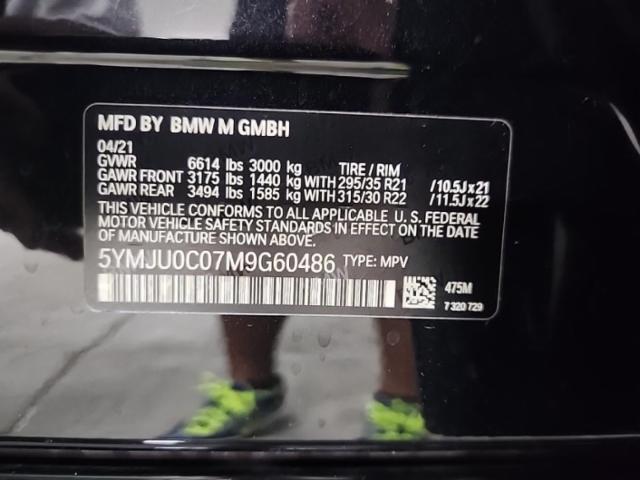 MFD BY BMW M GMBH
04/21
GVWR 6614 lbs 3000 kg TIRE / RIM
GAWR FRONT 3175 lbs 1440 kg WITH 295/35 R21 /10.5J x 21
GAWR REAR 3494 lbs 1585 kg WITH 315/30 R22 /11.5J x 22
THIS VEHICLE CONFORMS TO ALL APPLICABLE U. S. FEDERAL
MOTOR VEHICLE SAFETY STANDARDS IN EFFECT ON THE
DATE OF MANUFACTURE SHOWN ABOVE.
5YMJU0C07M9G60486 TYPE: MPV
475M
7 320 729